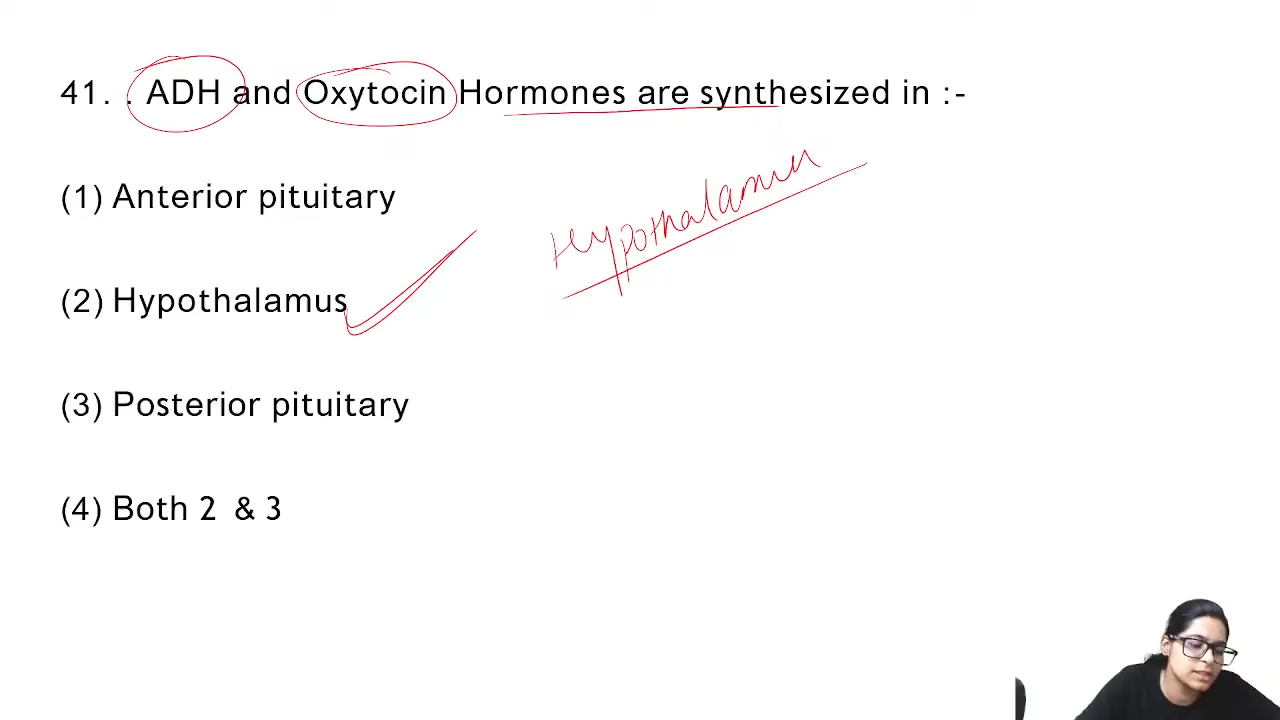 41. . ADH and Oxytocin Hormones are synthesized in :-
(1) Anterior pituitary
Hypothalamus
(2) Hypothalamus
(3) Posterior pituitary
(4) Both 2 & 3